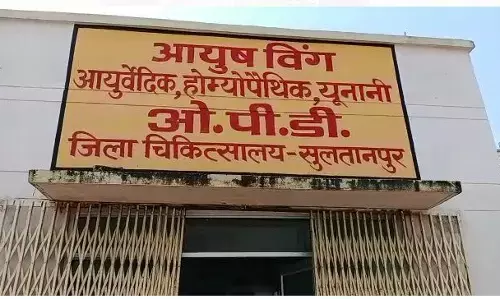 आयुष विंग
आयुर्वेदिक,होम्योपैथिक,यूनानी
ओ.पी.डी.
जिला चिकित्सालय-सुलतानपुर